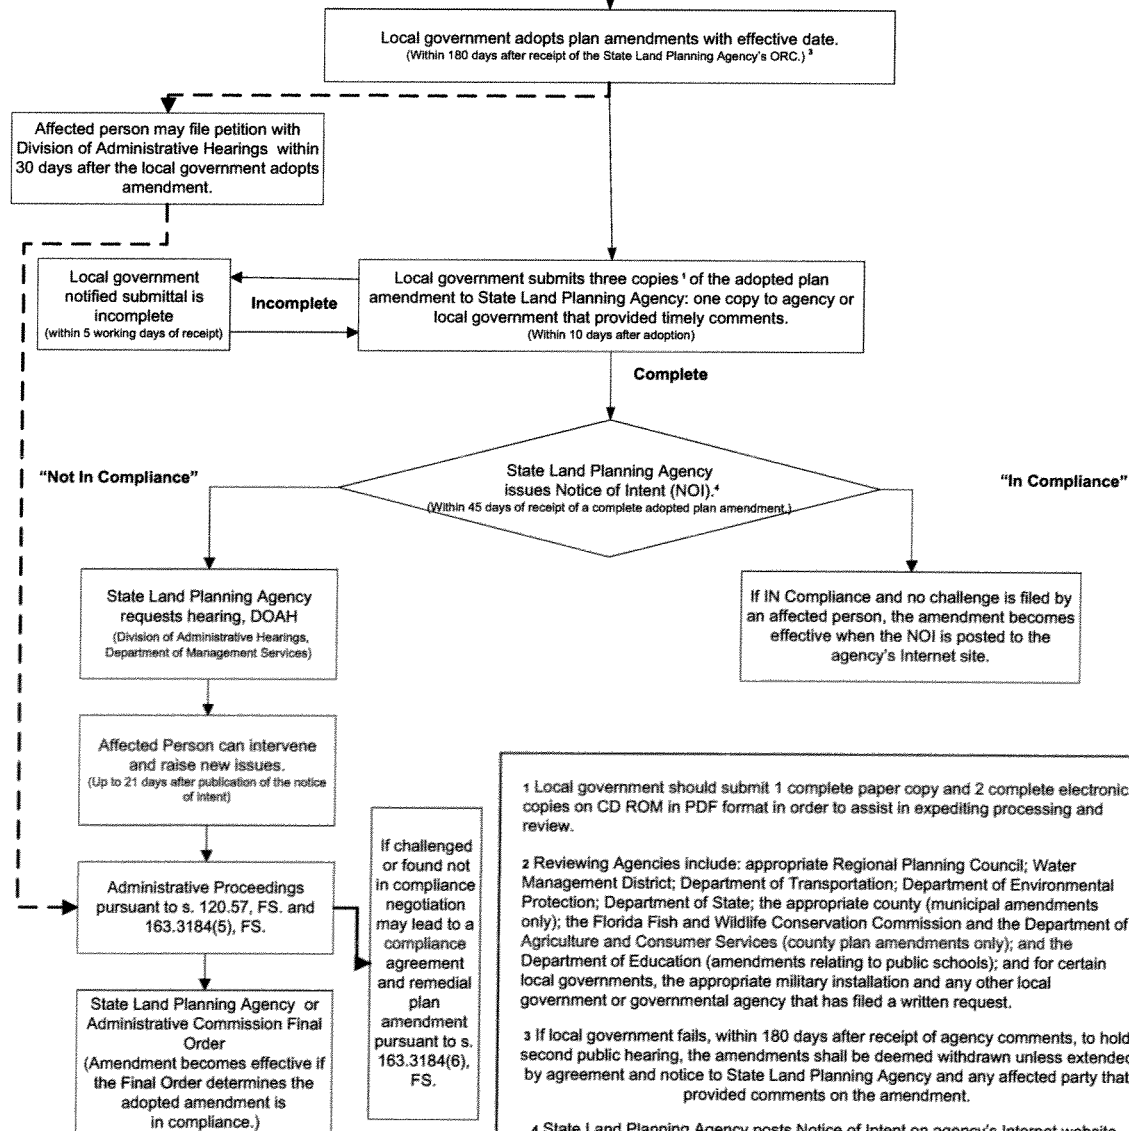 Local government adopts plan amendments with effective date.
(Within 180 days after receipt of the State Land Planning Agency's ORC.) ³
Affected person may file petition with
Division of Administrative Hearings within
30 days after the local government adopts
amendment.
Local government
notified submittal is
incomplete
(within 5 working days of receipt)
Incomplete
Local government submits three copies ¹ of the adopted plan
amendment to State Land Planning Agency: one copy to agency or
local government that provided timely comments.
(Within 10 days after adoption)
Complete
"Not In Compliance"
State Land Planning Agency
issues Notice of Intent (NOI).⁴
(Within 45 days of receipt of a complete adopted plan amendment.)
"In Compliance"
State Land Planning Agency
requests hearing, DOAH
(Division of Administrative Hearings,
Department of Management Services)
If IN Compliance and no challenge is filed by
an affected person, the amendment becomes
effective when the NOI is posted to the
agency's Internet site.
Affected Person can intervene
and raise new issues.
(Up to 21 days after publication of the notice
of intent)
Administrative Proceedings
pursuant to s. 120.57, FS. and
163.3184(5), FS.
If challenged
or found not
in compliance
negotiation
may lead to a
compliance
agreement
and remedial
plan
amendment
pursuant to s.
163.3184(6),
FS.
State Land Planning Agency or
Administrative Commission Final
Order
(Amendment becomes effective if
the Final Order determines the
adopted amendment is
in compliance.)
1 Local government should submit 1 complete paper copy and 2 complete electronic
copies on CD ROM in PDF format in order to assist in expediting processing and
review.
2 Reviewing Agencies include: appropriate Regional Planning Council; Water
Management District; Department of Transportation; Department of Environmental
Protection; Department of State; the appropriate county (municipal amendments
only); the Florida Fish and Wildlife Conservation Commission and the Department of
Agriculture and Consumer Services (county plan amendments only); and the
Department of Education (amendments relating to public schools); and for certain
local governments, the appropriate military installation and any other local
government or governmental agency that has filed a written request.
3 If local government fails, within 180 days after receipt of agency comments, to hold
second public hearing, the amendments shall be deemed withdrawn unless extended
by agreement and notice to State Land Planning Agency and any affected party that
provided comments on the amendment.
4 State Land Planning Agency posts Notice of Intent on agency's Internet website